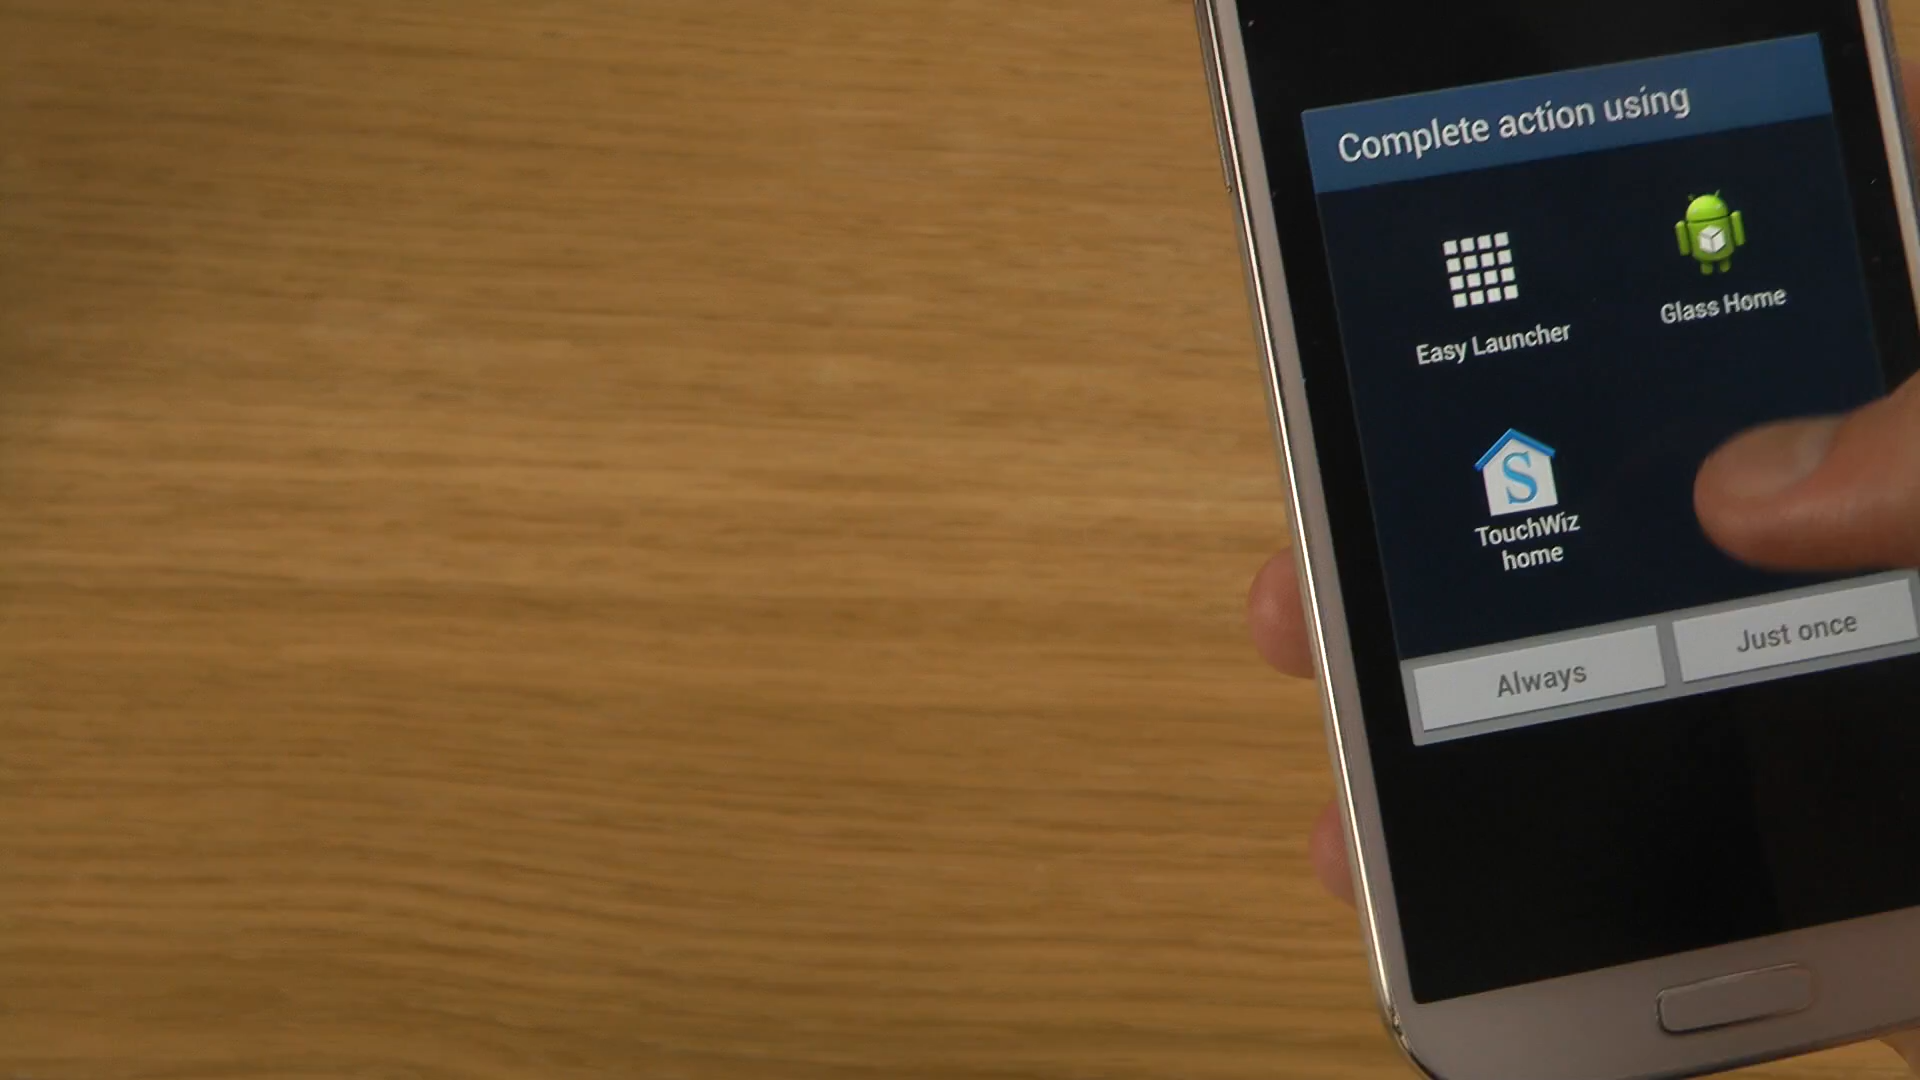 Complete action using
Easy Launcher
Glass Home
S
TouchWiz
home
Always
Just once